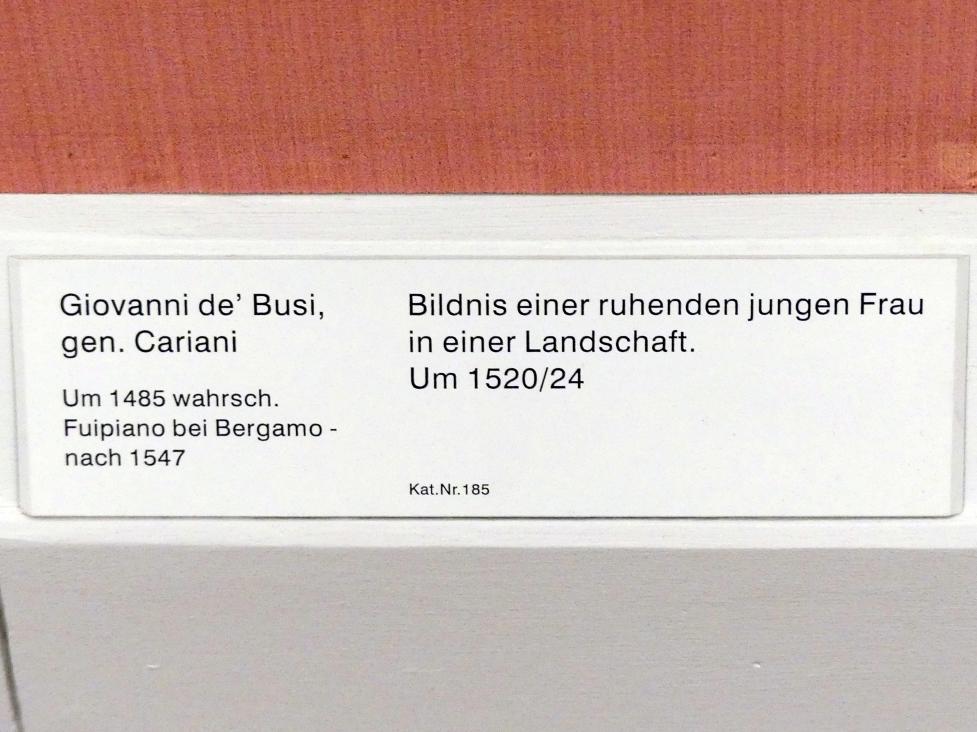 Giovanni de' Busi,
gen. Cariani
Um 1485 wahrsch.
Fuipiano bei Bergamo -
nach 1547
Bildnis einer ruhenden jungen Frau
in einer Landschaft.
Um 1520/24
Kat.Nr.185